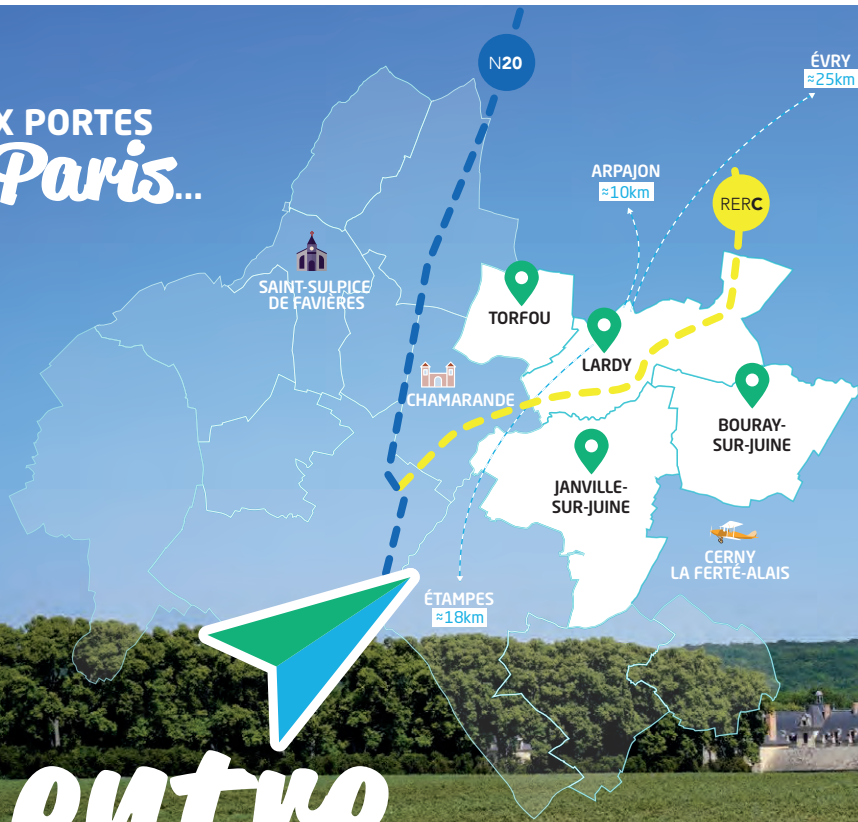 N20
ÉVRY
≈25km
X PORTES
Paris...
ARPAJON
≈10km
RERC
SAINT-SULPICE
DE FAVIÈRES
TORFOU
LARDY
CHAMARANDE
BOURAY-
SUR-JUINE
JANVILLE-
SUR-JUINE
CERNY
LA FERTÉ-ALAIS
ÉTAMPES
≈18km
entre